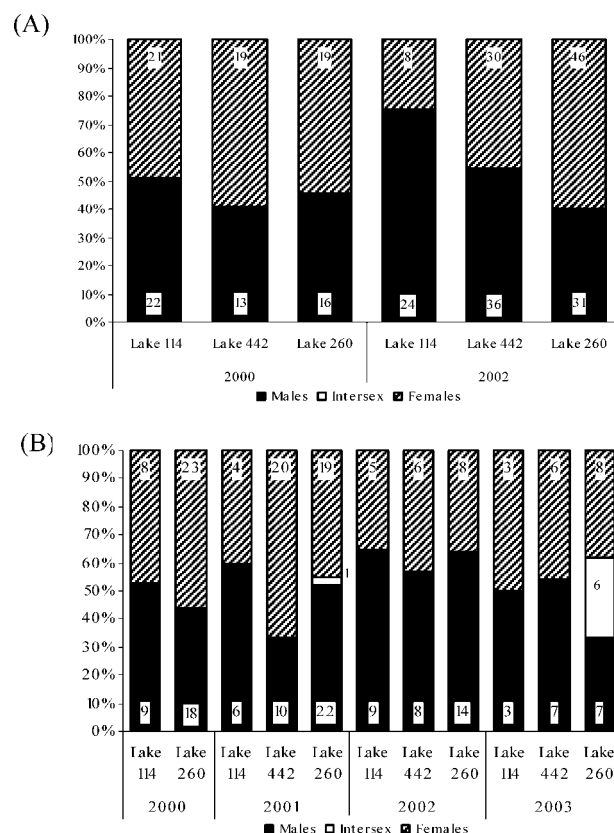 (A)
100%
90%
80%
70%
60%
50%
40%
30%
20%
10%
0%
21 19 19 8 30 46
22 13 16 24 36 31
Lake 114 Lake 442 Lake 260 Lake 114 Lake 442 Lake 260
2000 2002
Males Intersex Females
(B)
100%
90%
80%
70%
60%
50%
40%
30%
20%
10%
0%
8 23 4 20 19 5 6 8 3 6 8
1
6
9 18 6 10 22 9 8 14 3 7 7
Lake Lake Lake Lake Lake Lake Lake Lake Lake Lake Lake
114 260 114 442 260 114 442 260 114 442 260
2000 2001 2002 2003
Males Intersex Females